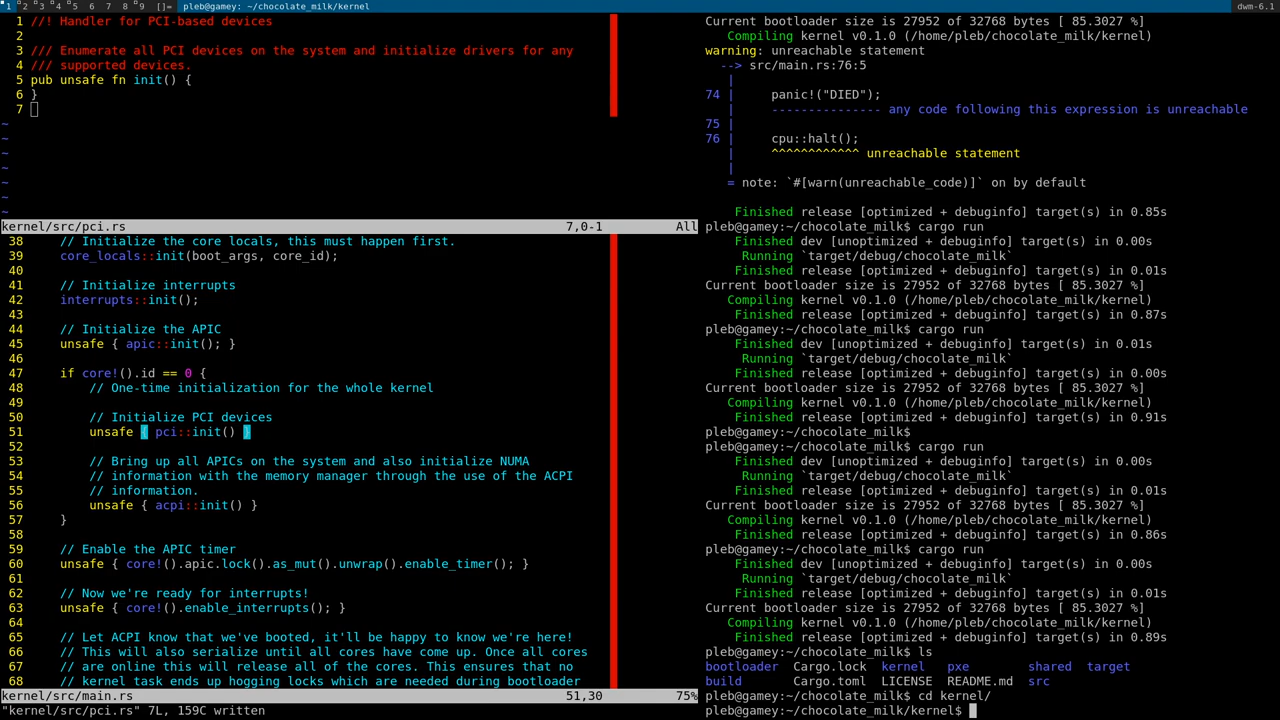 1 2 3 4 5 6 7 8 9 []= pleb@gamey: ~/chocolate_milk/kernel dwm-6.1
1 //! Handler for PCI-based devices
2
3 /// Enumerate all PCI devices on the system and initialize drivers for any
4 /// supported devices.
5 pub unsafe fn init() {
6 }
7
~
~
~
~
~
~
~
kernel/src/pci.rs 7,0-1 All
38     // Initialize the core locals, this must happen first.
39     core_locals::init(boot_args, core_id);
40
41     // Initialize interrupts
42     interrupts::init();
43
44     // Initialize the APIC
45     unsafe { apic::init(); }
46
47     if core!().id == 0 {
48         // One-time initialization for the whole kernel
49
50         // Initialize PCI devices
51         unsafe { pci::init() }
52
53         // Bring up all APICs on the system and also initialize NUMA
54         // information with the memory manager through the use of the ACPI
55         // information.
56         unsafe { acpi::init() }
57     }
58
59     // Enable the APIC timer
60     unsafe { core!().apic.lock().as_mut().unwrap().enable_timer(); }
61
62     // Now we're ready for interrupts!
63     unsafe { core!().enable_interrupts(); }
64
65     // Let ACPI know that we've booted, it'll be happy to know we're here!
66     // This will also serialize until all cores have come up. Once all cores
67     // are online this will release all of the cores. This ensures that no
68     // kernel task ends up hogging locks which are needed during bootloader
kernel/src/main.rs 51,30 75%
"kernel/src/pci.rs" 7L, 159C written
Current bootloader size is 27952 of 32768 bytes [ 85.3027 %]
   Compiling kernel v0.1.0 (/home/pleb/chocolate_milk/kernel)
warning: unreachable statement
  --> src/main.rs:76:5
   |
74 |     panic!("DIED");
   |     --------------- any code following this expression is unreachable
75 |
76 |     cpu::halt();
   |     ^^^^^^^^^^^^ unreachable statement
   |
   = note: `#[warn(unreachable_code)]` on by default
    Finished release [optimized + debuginfo] target(s) in 0.85s
pleb@gamey:~/chocolate_milk$ cargo run
    Finished dev [unoptimized + debuginfo] target(s) in 0.00s
     Running `target/debug/chocolate_milk`
    Finished release [optimized + debuginfo] target(s) in 0.01s
Current bootloader size is 27952 of 32768 bytes [ 85.3027 %]
   Compiling kernel v0.1.0 (/home/pleb/chocolate_milk/kernel)
    Finished release [optimized + debuginfo] target(s) in 0.87s
pleb@gamey:~/chocolate_milk$ cargo run
    Finished dev [unoptimized + debuginfo] target(s) in 0.01s
     Running `target/debug/chocolate_milk`
    Finished release [optimized + debuginfo] target(s) in 0.00s
Current bootloader size is 27952 of 32768 bytes [ 85.3027 %]
   Compiling kernel v0.1.0 (/home/pleb/chocolate_milk/kernel)
    Finished release [optimized + debuginfo] target(s) in 0.91s
pleb@gamey:~/chocolate_milk$
pleb@gamey:~/chocolate_milk$ cargo run
    Finished dev [unoptimized + debuginfo] target(s) in 0.00s
     Running `target/debug/chocolate_milk`
    Finished release [optimized + debuginfo] target(s) in 0.01s
Current bootloader size is 27952 of 32768 bytes [ 85.3027 %]
   Compiling kernel v0.1.0 (/home/pleb/chocolate_milk/kernel)
    Finished release [optimized + debuginfo] target(s) in 0.86s
pleb@gamey:~/chocolate_milk$ cargo run
    Finished dev [unoptimized + debuginfo] target(s) in 0.00s
     Running `target/debug/chocolate_milk`
    Finished release [optimized + debuginfo] target(s) in 0.01s
Current bootloader size is 27952 of 32768 bytes [ 85.3027 %]
   Compiling kernel v0.1.0 (/home/pleb/chocolate_milk/kernel)
    Finished release [optimized + debuginfo] target(s) in 0.89s
pleb@gamey:~/chocolate_milk$ ls
bootloader  Cargo.lock  kernel   pxe        shared  target
build       Cargo.toml  LICENSE  README.md  src
pleb@gamey:~/chocolate_milk$ cd kernel/
pleb@gamey:~/chocolate_milk/kernel$